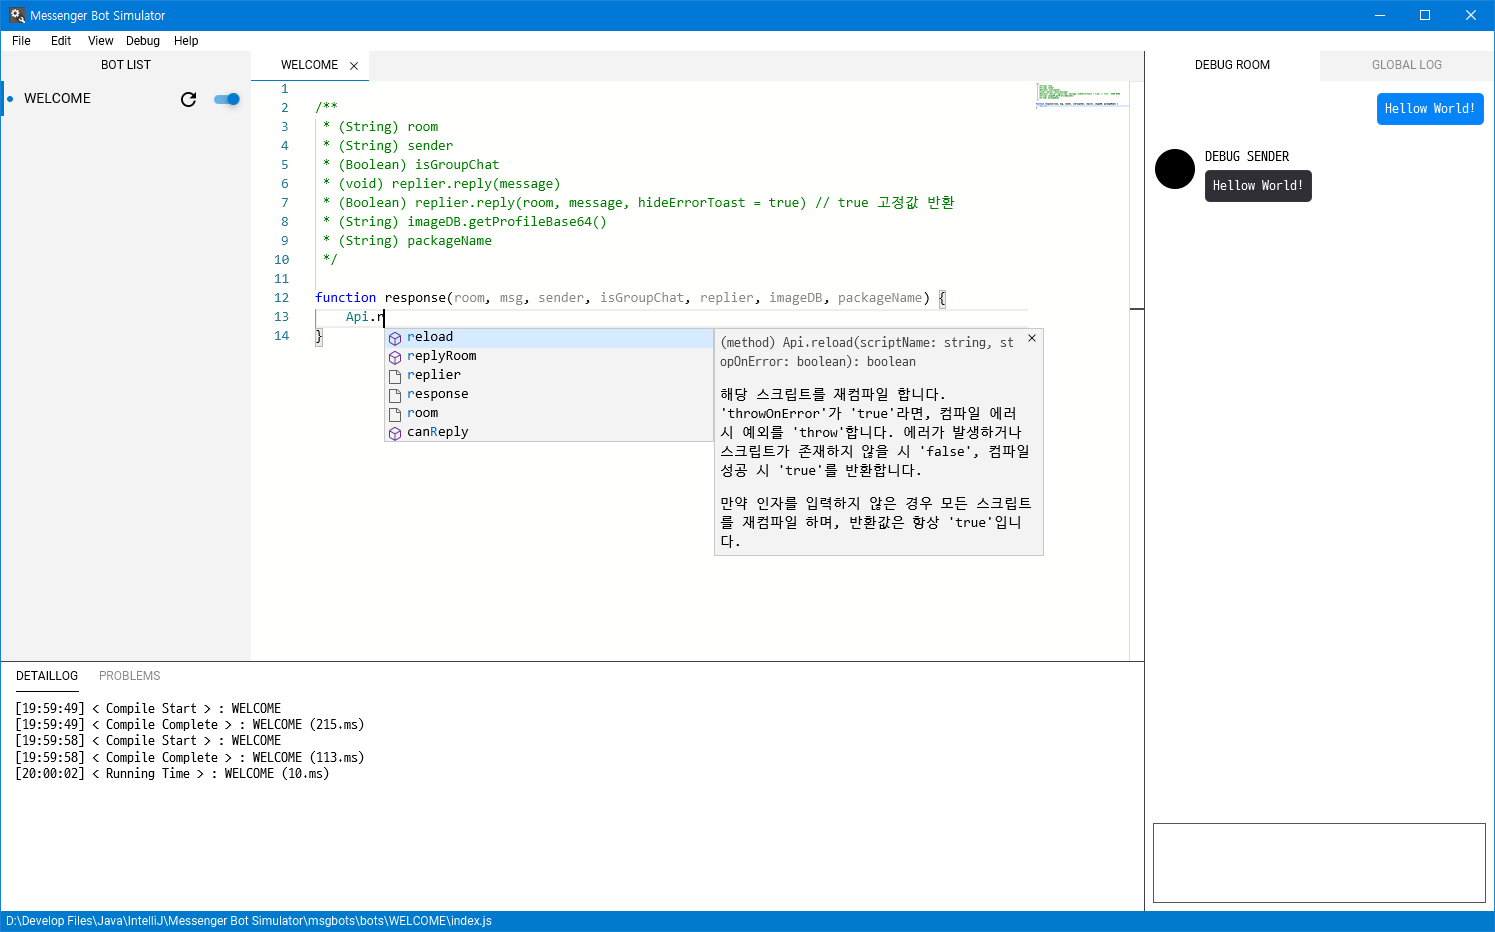 Messenger Bot Simulator
File Edit View Debug Help
BOT LIST
WELCOME
WELCOME
1
2 /**
3 * (String) room
4 * (String) sender
5 * (Boolean) isGroupChat
6 * (void) replier.reply(message)
7 * (Boolean) replier.reply(room, message, hideErrorToast = true) // true 고정값 반환
8 * (String) imageDB.getProfileBase64()
9 * (String) packageName
10 */
11
12 function response(room, msg, sender, isGroupChat, replier, imageDB, packageName) {
13 Api.r
14 }
reload
replyRoom
replier
response
room
canReply
(method) Api.reload(scriptName: string, st
opOnError: boolean): boolean
해당 스크립트를 재컴파일 합니다.
'throwOnError'가 'true'라면, 컴파일 에러
시 예외를 'throw'합니다. 에러가 발생하거나
스크립트가 존재하지 않을 시 'false', 컴파일
성공 시 'true'를 반환합니다.
만약 인자를 입력하지 않은 경우 모든 스크립트
를 재컴파일 하며, 반환값은 항상 'true'입니
다.
DEBUG ROOM GLOBAL LOG
Hellow World!
DEBUG SENDER
Hellow World!
DETAILLOG PROBLEMS
[19:59:49] < Compile Start > : WELCOME
[19:59:49] < Compile Complete > : WELCOME (215.ms)
[19:59:58] < Compile Start > : WELCOME
[19:59:58] < Compile Complete > : WELCOME (113.ms)
[20:00:02] < Running Time > : WELCOME (10.ms)
D:\Develop Files\Java\IntelliJ\Messenger Bot Simulator\msgbots\bots\WELCOME\index.js